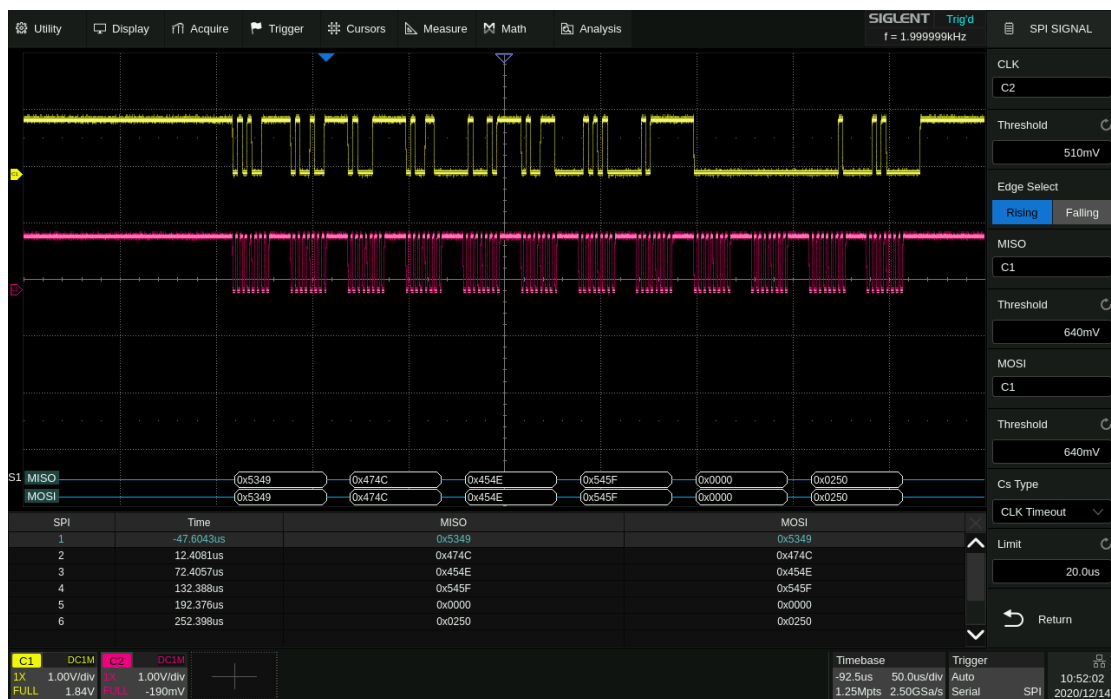 Utility Display Acquire Trigger Cursors Measure Math Analysis SIGLENT Trig'd SPI SIGNAL
f = 1.999999kHz
CLK
C2
Threshold
510mV
Edge Select
Rising Falling
MISO
C1
Threshold
640mV
MOSI
C1
Threshold
640mV
Cs Type
CLK Timeout
Limit
20.0us
Return
S1 MISO 0x5349 0x474C 0x454E 0x545F 0x0000 0x0250
MOSI 0x5349 0x474C 0x454E 0x545F 0x0000 0x0250
SPI Time MISO MOSI
1 -47.6043us 0x5349 0x5349
2 12.4081us 0x474C 0x474C
3 72.4057us 0x454E 0x454E
4 132.388us 0x545F 0x545F
5 192.376us 0x0000 0x0000
6 252.398us 0x0250 0x0250
C1 DC1M C2 DC1M Timebase Trigger
1X 1.00V/div 1X 1.00V/div -92.5us 50.0us/div Auto 10:52:02
FULL 1.84V FULL -190mV 1.25Mpts 2.50GSa/s Serial SPI 2020/12/14